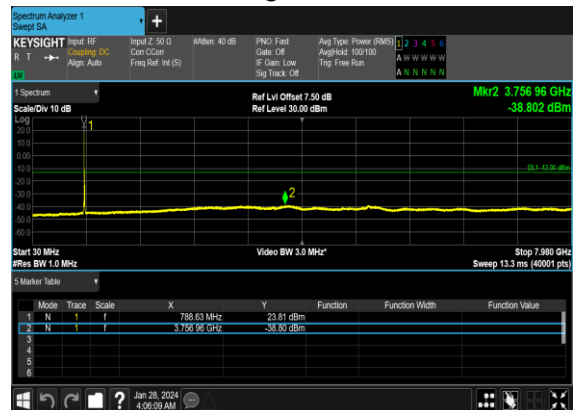 Spectrum Analyzer 1
Swept SA
+
KEYSIGHT Input: RF Input Z: 50 Ω #Atten: 40 dB PNO: Fast Avg Type: Power (RMS) 1 2 3 4 5 6
R T Coupling: DC Corr CCorr Gate: Off Avg|Hold: 100/100 A W W W W W
Align: Auto Freq Ref: Int (S) IF Gain: Low Trig: Free Run
LW Sig Track: Off A N N N N N
1 Spectrum Ref Lvl Offset 7.50 dB Mkr2 3.756 96 GHz
Scale/Div 10 dB Ref Level 30.00 dBm -38.802 dBm
Log
1
20.0
10.0
0.00
-10.0 DL1 -13.00 dBm
-20.0
-30.0
2
-40.0
-50.0
-60.0
Start 30 MHz Video BW 3.0 MHz* Stop 7.980 GHz
#Res BW 1.0 MHz Sweep 13.3 ms (40001 pts)
5 Marker Table
Mode Trace Scale X Y Function Function Width Function Value
1 N 1 f 788.63 MHz 23.81 dBm
2 N 1 f 3.756 96 GHz -38.80 dBm
3
4
5
6
? Jan 28, 2024
4:06:09 AM